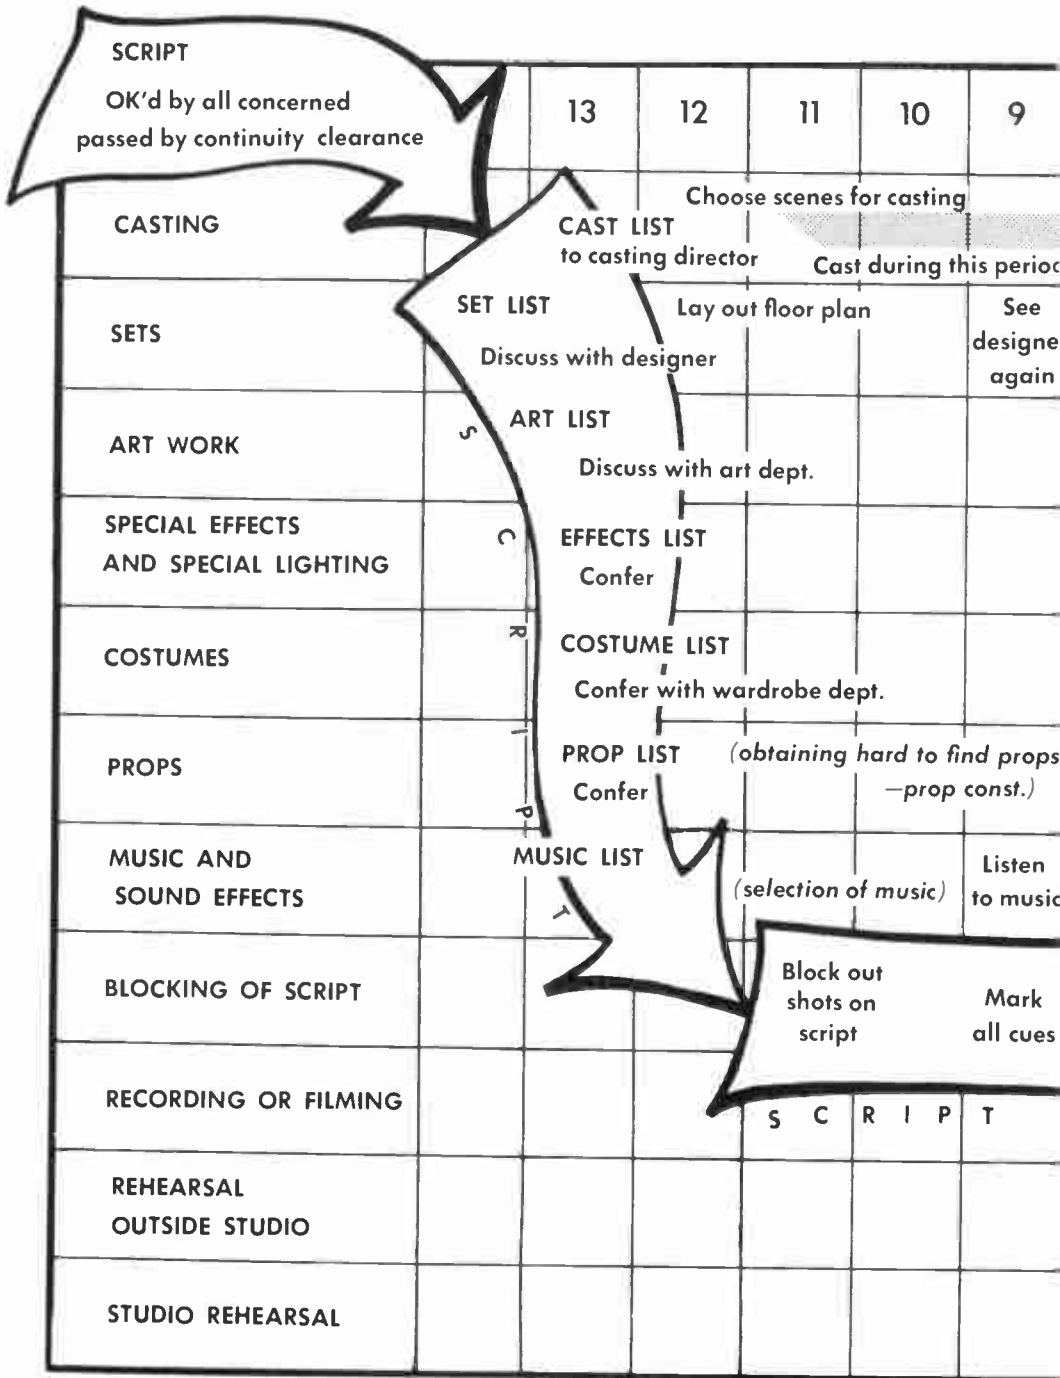 SCRIPT
OK'd by all concerned
passed by continuity clearance
13 12 11 10 9
CASTING
Choose scenes for casting
CAST LIST
to casting director
Cast during this period
SETS
SET LIST
Discuss with designer
Lay out floor plan
See
designe
again
ART WORK
ART LIST
Discuss with art dept.
SPECIAL EFFECTS
AND SPECIAL LIGHTING
EFFECTS LIST
Confer
COSTUMES
COSTUME LIST
Confer with wardrobe dept.
PROPS
PROP LIST
Confer
(obtaining hard to find props
—prop const.)
MUSIC AND
SOUND EFFECTS
MUSIC LIST
(selection of music)
Listen
to music
SCRIPT
BLOCKING OF SCRIPT
Block out
shots on
script
Mark
all cues
RECORDING OR FILMING
SCRIPT
REHEARSAL
OUTSIDE STUDIO
STUDIO REHEARSAL